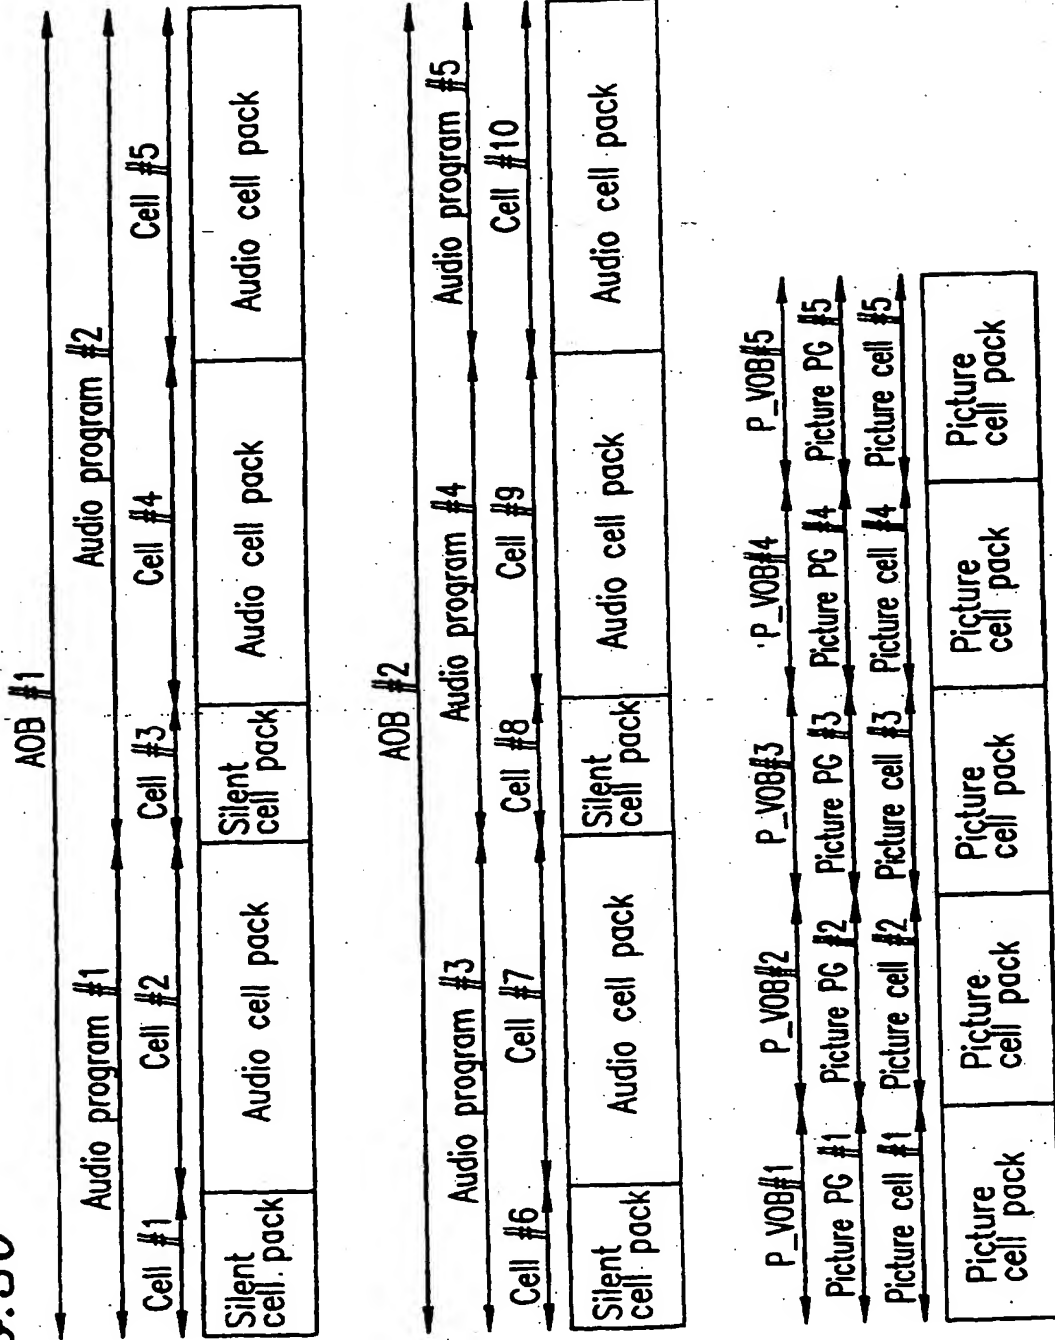 AOB #1
Audio program #1
Audio program #2
Cell #1
Cell #2
Cell #3
Cell #4
Cell #5
Silent
cell pack
Audio cell pack
Silent
cell pack
Audio cell pack
Audio cell pack
AOB #2
Audio program #3
Audio program #4
Audio program #5
Cell #6
Cell #7
Cell #8
Cell #9
Cell #10
Silent
cell pack
Audio cell pack
Silent
cell pack
Audio cell pack
Audio cell pack
P_VOB#1
P_VOB#2
P_VOB#3
P_VOB#4
P_VOB#5
Picture PG #1
Picture PG #2
Picture PG #3
Picture PG #4
Picture PG #5
Picture cell #1
Picture cell #2
Picture cell #3
Picture cell #4
Picture cell #5
Picture
cell pack
Picture
cell pack
Picture
cell pack
Picture
cell pack
Picture
cell pack